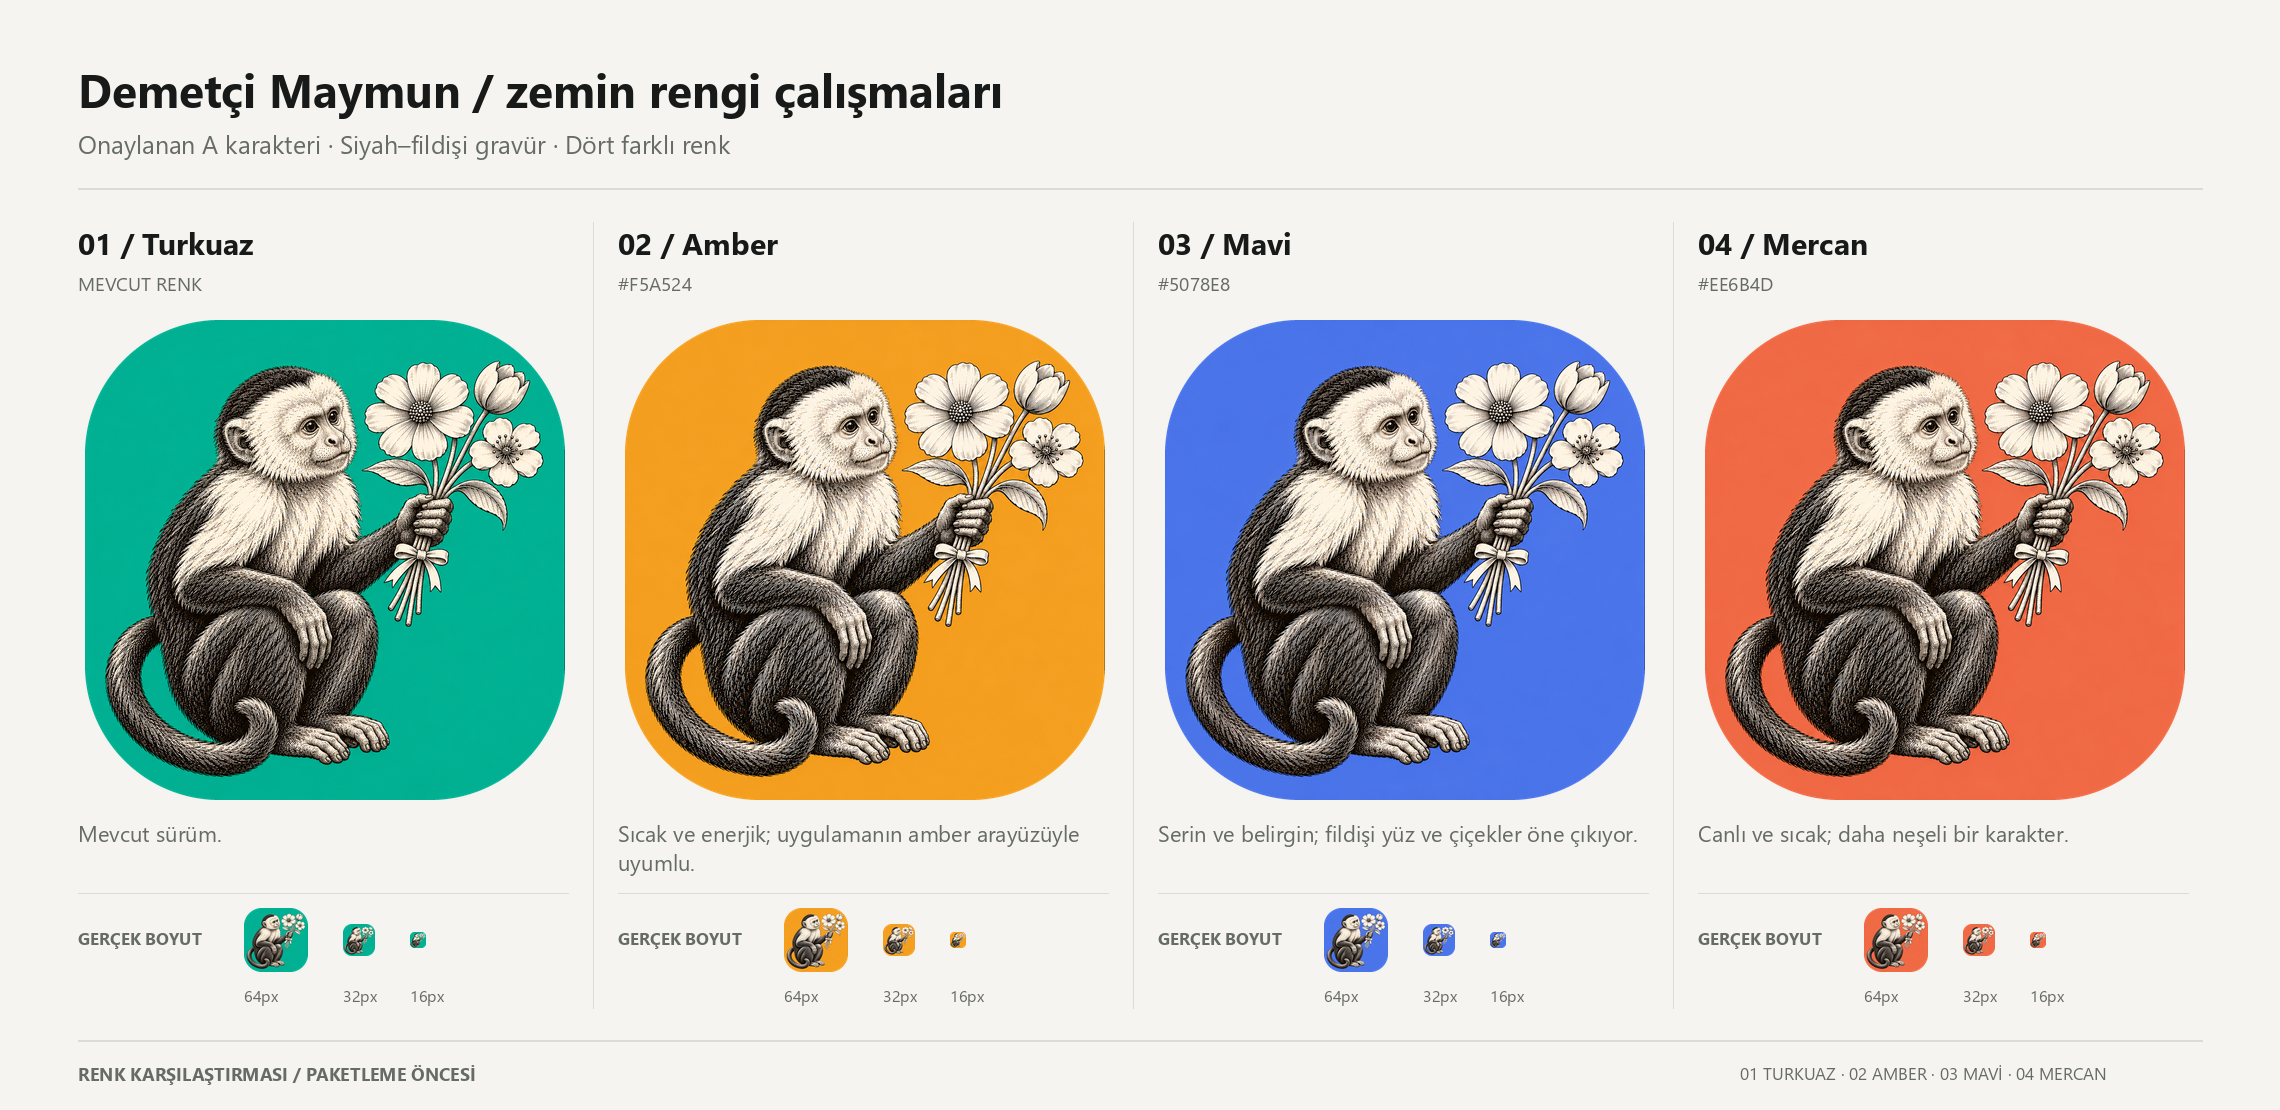 Demetçi Maymun / zemin rengi çalışmaları
Onaylanan A karakteri · Siyah–fildişi gravür · Dört farklı renk
01 / Turkuaz
MEVCUT RENK
Mevcut sürüm.
GERÇEK BOYUT
64px 32px 16px
02 / Amber
#F5A524
Sıcak ve enerjik; uygulamanın amber arayüzüyle
uyumlu.
GERÇEK BOYUT
64px 32px 16px
03 / Mavi
#5078E8
Serin ve belirgin; fildişi yüz ve çiçekler öne çıkıyor.
GERÇEK BOYUT
64px 32px 16px
04 / Mercan
#EE6B4D
Canlı ve sıcak; daha neşeli bir karakter.
GERÇEK BOYUT
64px 32px 16px
RENK KARŞILAŞTIRMASI / PAKETLEME ÖNCESİ
01 TURKUAZ · 02 AMBER · 03 MAVİ · 04 MERCAN